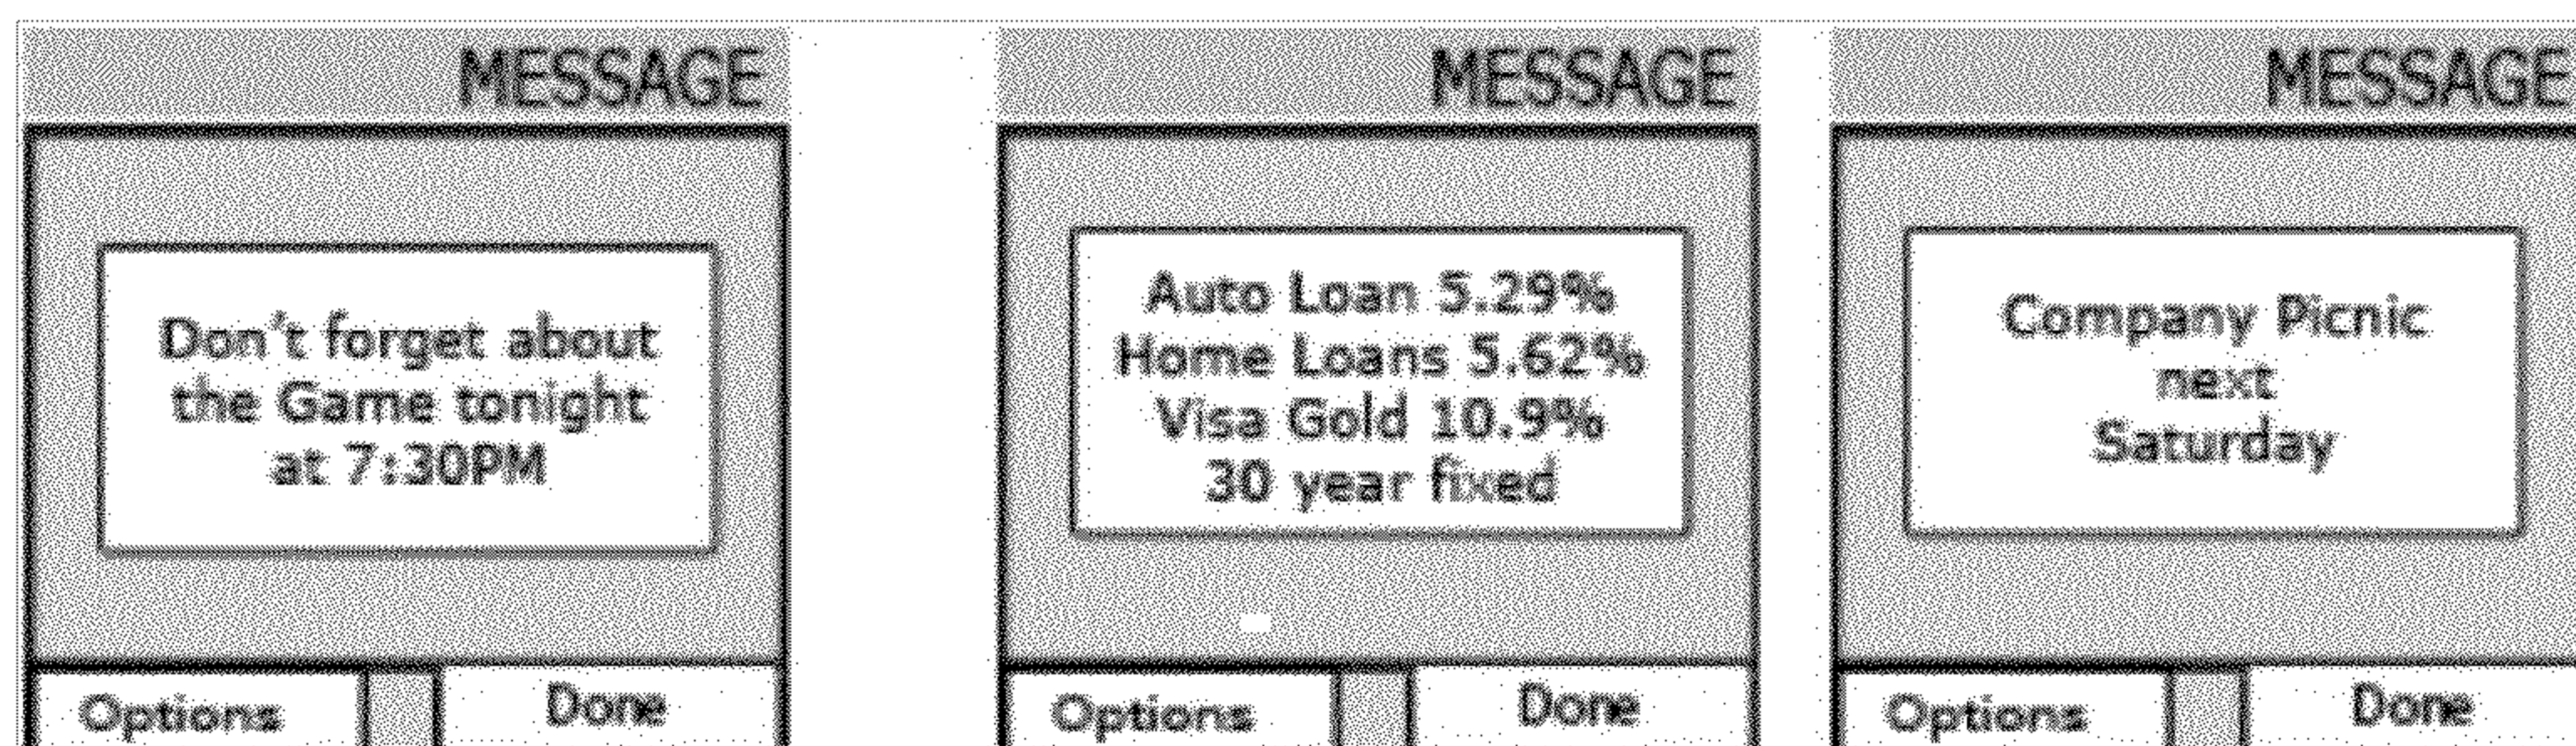 MESSAGE
Don't forget about
the Game tonight
at 7:30PM
Options
Done
MESSAGE
Auto Loan 5.29%
Home Loans 5.62%
Visa Gold 10.9%
30 year fixed
Options
Done
MESSAGE
Company Picnic
next
Saturday
Options
Done